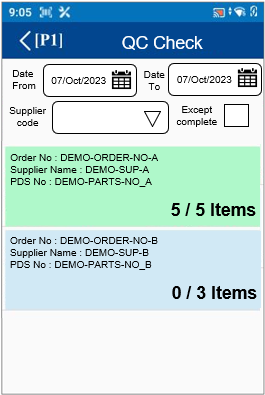 9:05
[P1] QC Check
Date From 07/Oct/2023 Date To 07/Oct/2023
Supplier code Except complete
Order No : DEMO-ORDER-NO-A
Supplier Name : DEMO-SUP-A
PDS No : DEMO-PARTS-NO_A
5 / 5 Items
Order No : DEMO-ORDER-NO-B
Supplier Name : DEMO-SUP-B
PDS No : DEMO-PARTS-NO_B
0 / 3 Items